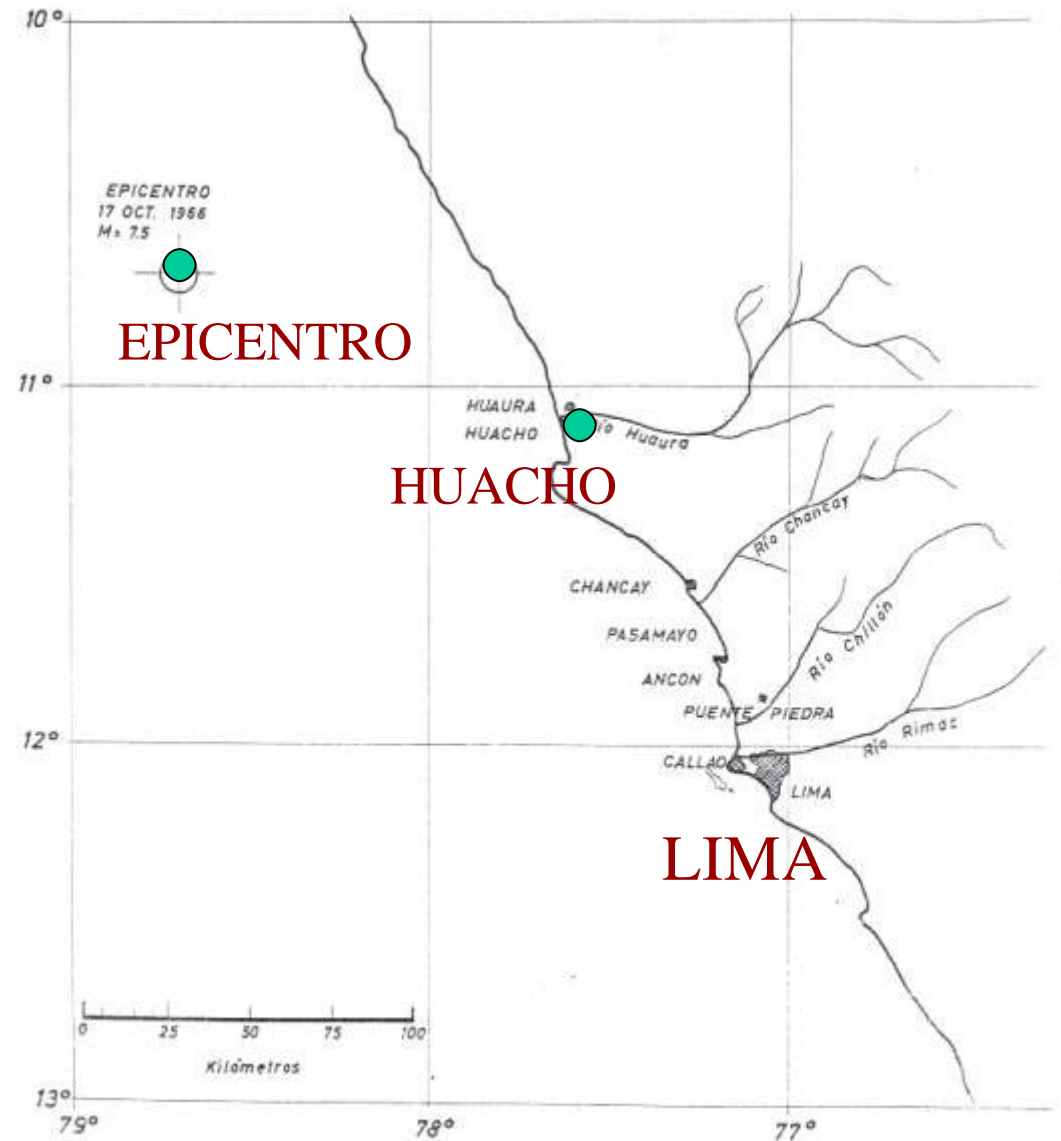 10°
EPICENTRO
17 OCT. 1966
M= 7.5
EPICENTRO
11°
HUAURA
HUACHO
Río Huaura
HUACHO
Río Chancay
CHANCAY
Río Chillón
PASAMAYO
ANCON
PUENTE PIEDRA
12°
Río Rimac
CALLAO
LIMA
LIMA
0 25 50 75 100
Kilómetros
13°
79° 78° 77°